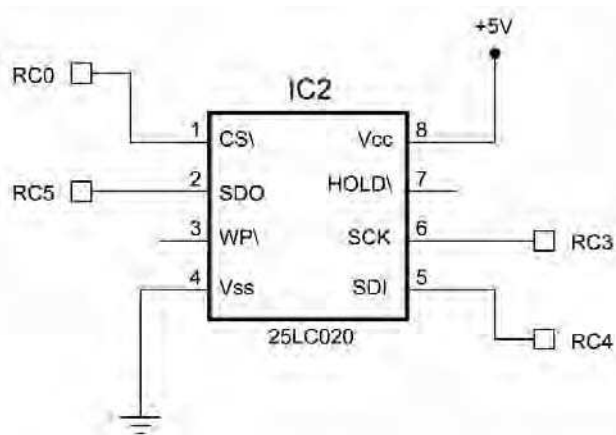 +5V
RC0
IC2
1 CS\ Vcc 8
RC5 2 SDO HOLD\ 7
3 WP\ SCK 6 RC3
4 Vss SDI 5
25LC020 RC4